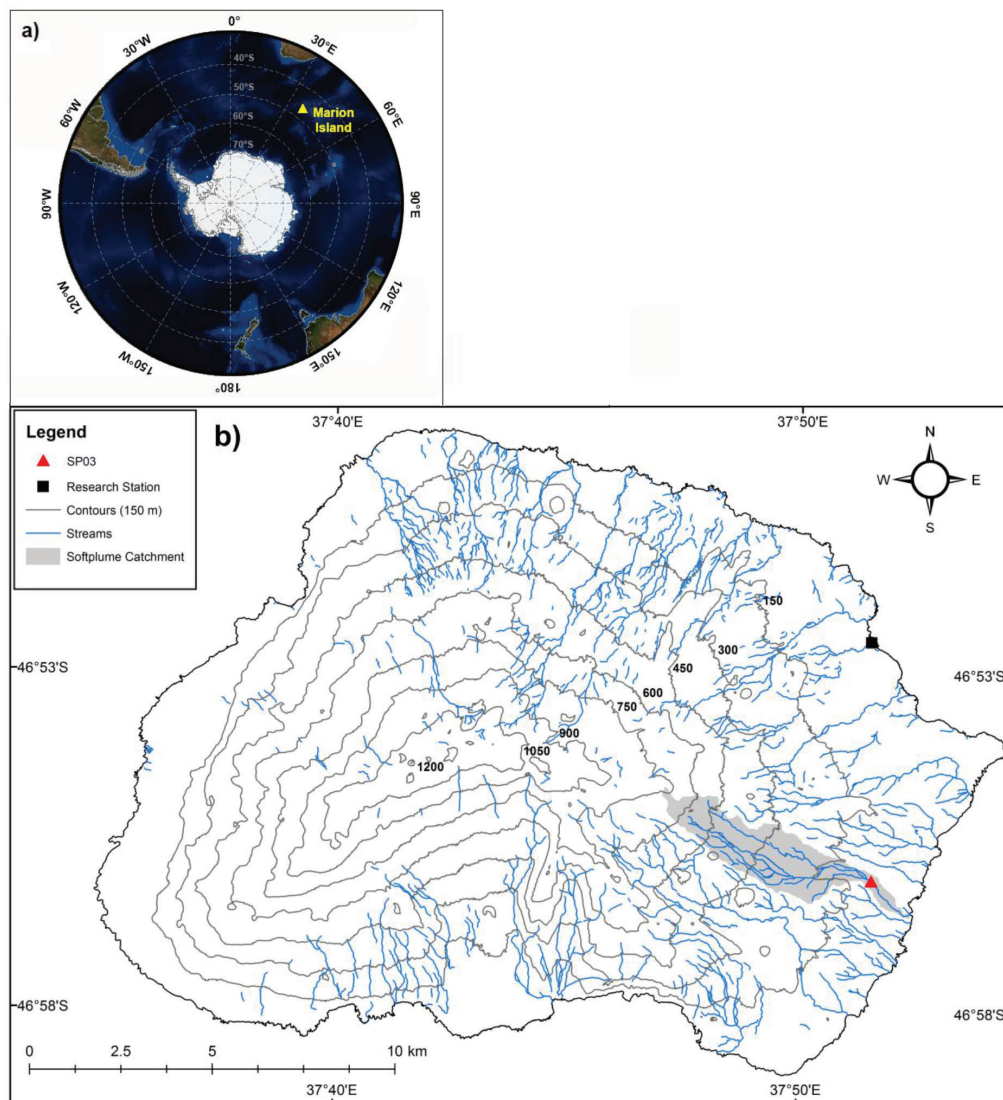 a)
0°
30°W
30°E
40°S
50°S
60°S
70°S
Marion
Island
60°W
60°E
90°W
90°E
120°W
120°E
150°W
150°E
180°
37°40'E
37°50'E
b)
Legend
SP03
Research Station
Contours (150 m)
Streams
Softplume Catchment
N
W
E
S
150
300
450
600
750
900
1050
1200
46°53'S
46°53'S
46°58'S
46°58'S
0
2.5
5
10 km
37°40'E
37°50'E